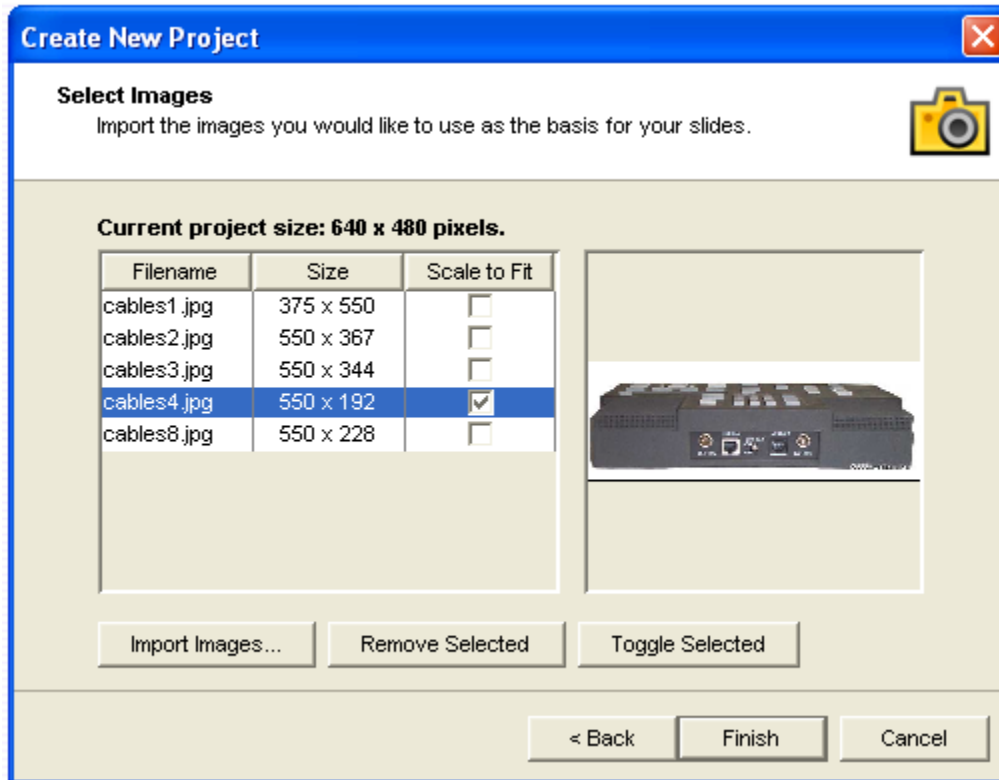 Create New Project
Select Images
Import the images you would like to use as the basis for your slides.
Current project size: 640 x 480 pixels.
Filename Size Scale to Fit
cables1.jpg 375 x 550
cables2.jpg 550 x 367
cables3.jpg 550 x 344
cables4.jpg 550 x 192
cables8.jpg 550 x 228
Import Images... Remove Selected Toggle Selected
< Back Finish Cancel